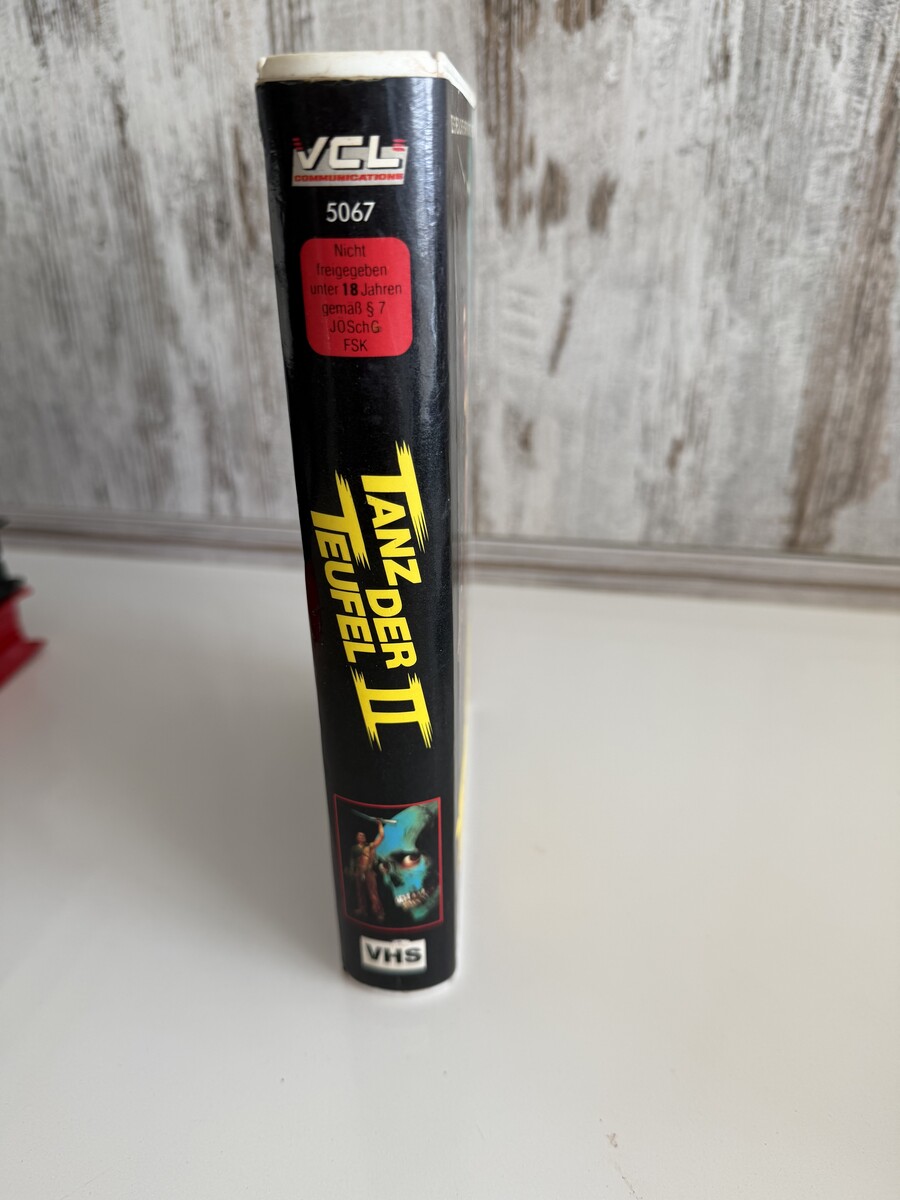 VCL
COMMUNICATIONS
5067
Nicht
freigegeben
unter 18 Jahren
gemäß § 7
JÖSchG
FSK
TANZ DER
TEUFEL II
VHS